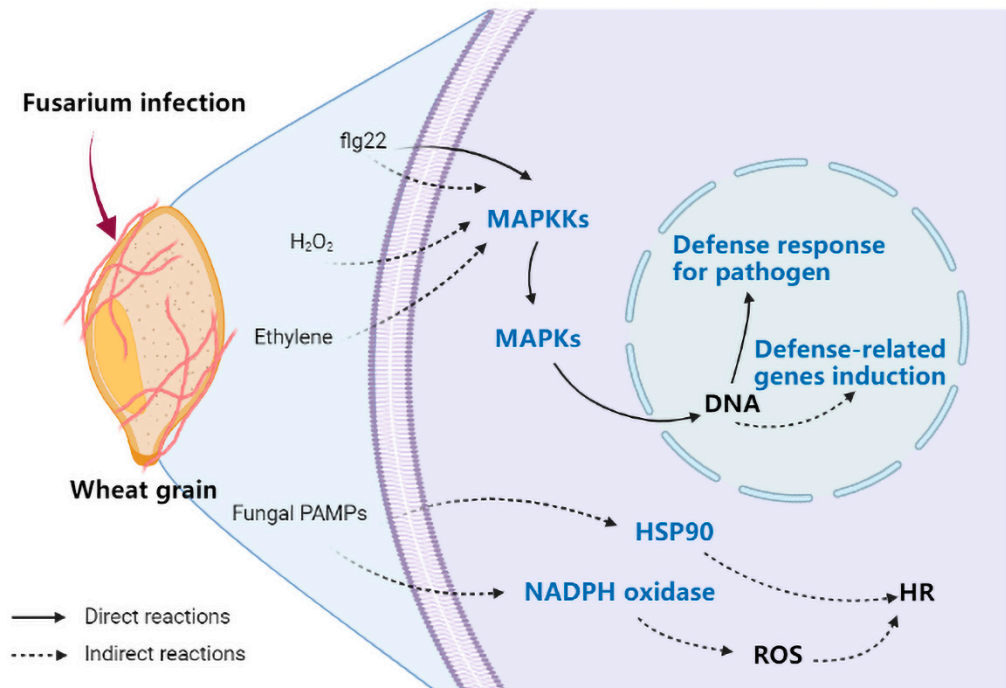 Fusarium infection
flg22
MAPKKs
H₂O₂
Ethylene
MAPKs
Defense response
for pathogen
Defense-related
genes induction
DNA
Wheat grain
Fungal PAMPs
HSP90
NADPH oxidase
HR
ROS
Direct reactions
Indirect reactions